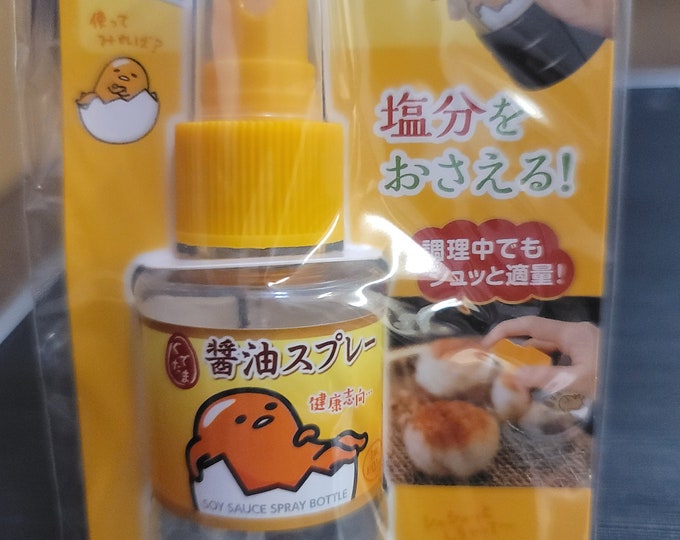 使って
みれば?
塩分を
おさえる!
調理中でも
シュッと適量!
ぐでたま
醤油スプレー
健康志向…
SOY SAUCE SPRAY BOTTLE